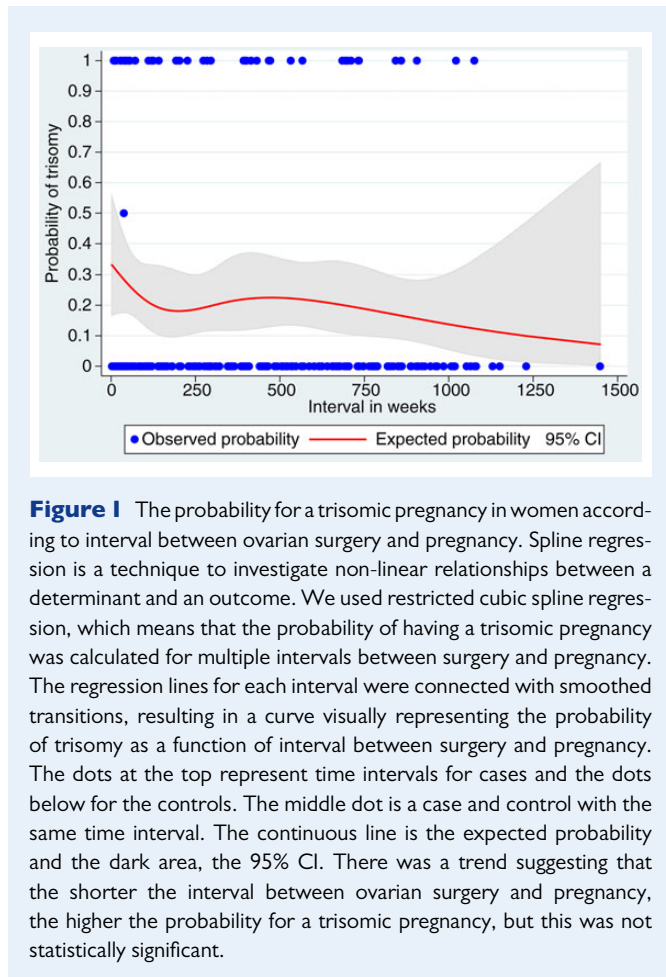 1
0.9
0.8
0.7
0.6
0.5
0.4
0.3
0.2
0.1
0
Probability of trisomy
0 250 500 750 1000 1250 1500
Interval in weeks
Observed probability Expected probability 95% CI
Figure 1 The probability for a trisomic pregnancy in women accord-
ing to interval between ovarian surgery and pregnancy. Spline regres-
sion is a technique to investigate non-linear relationships between a
determinant and an outcome. We used restricted cubic spline regres-
sion, which means that the probability of having a trisomic pregnancy
was calculated for multiple intervals between surgery and pregnancy.
The regression lines for each interval were connected with smoothed
transitions, resulting in a curve visually representing the probability
of trisomy as a function of interval between surgery and pregnancy.
The dots at the top represent time intervals for cases and the dots
below for the controls. The middle dot is a case and control with the
same time interval. The continuous line is the expected probability
and the dark area, the 95% CI. There was a trend suggesting that
the shorter the interval between ovarian surgery and pregnancy,
the higher the probability for a trisomic pregnancy, but this was not
statistically significant.